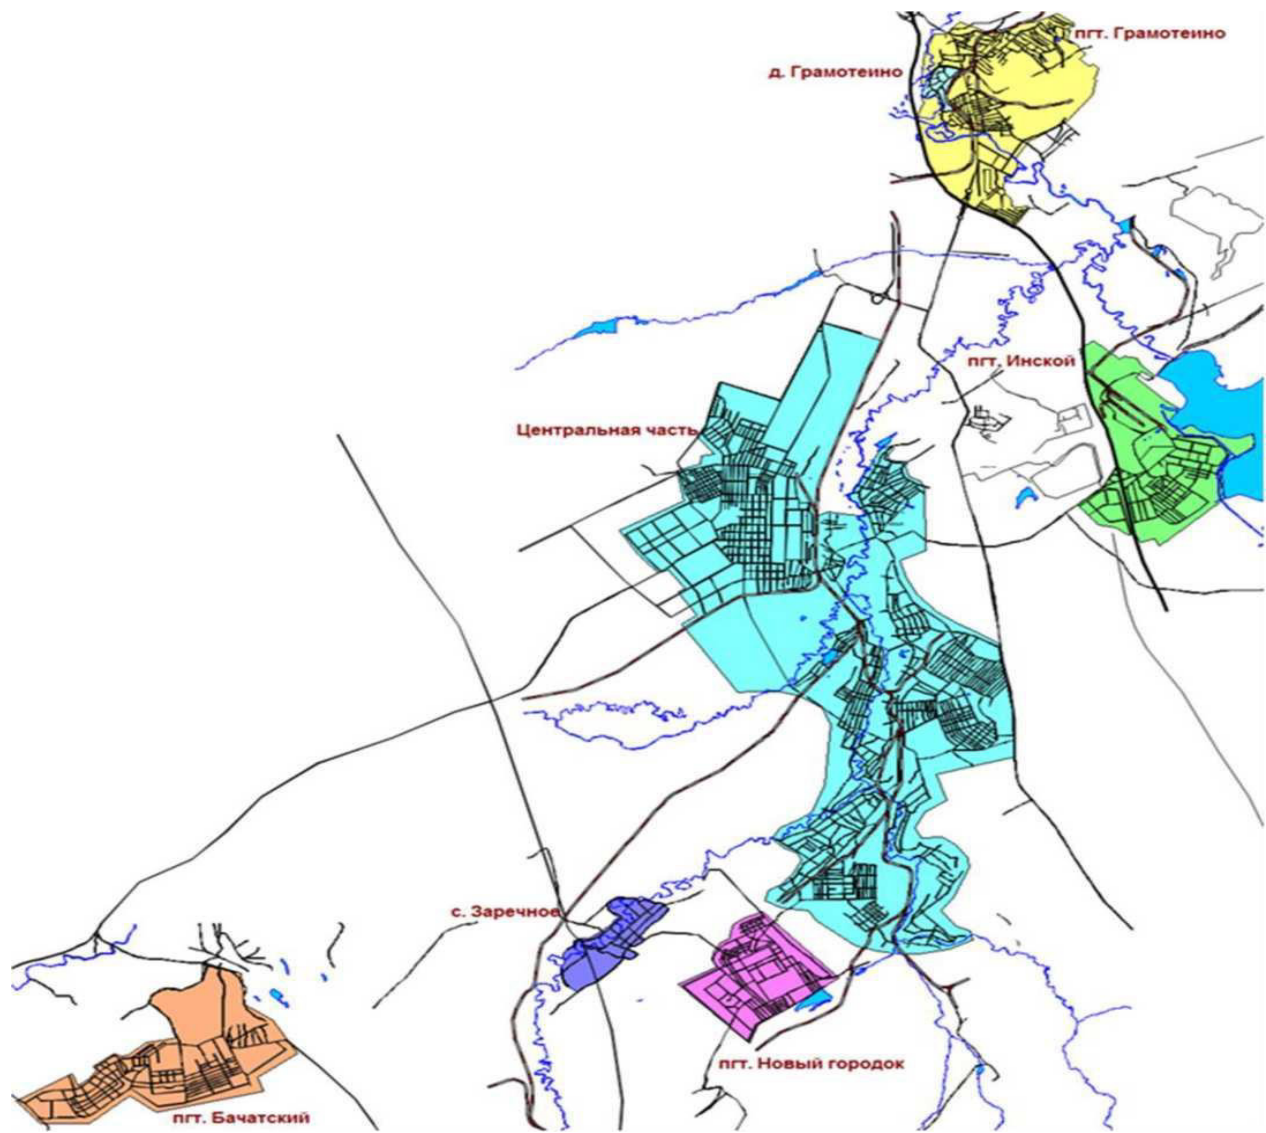 пгт. Грамотеино
д. Грамотеино
пгт. Инской
Центральная часть
с. Заречное
пгт. Новый городок
пгт. Бачатский